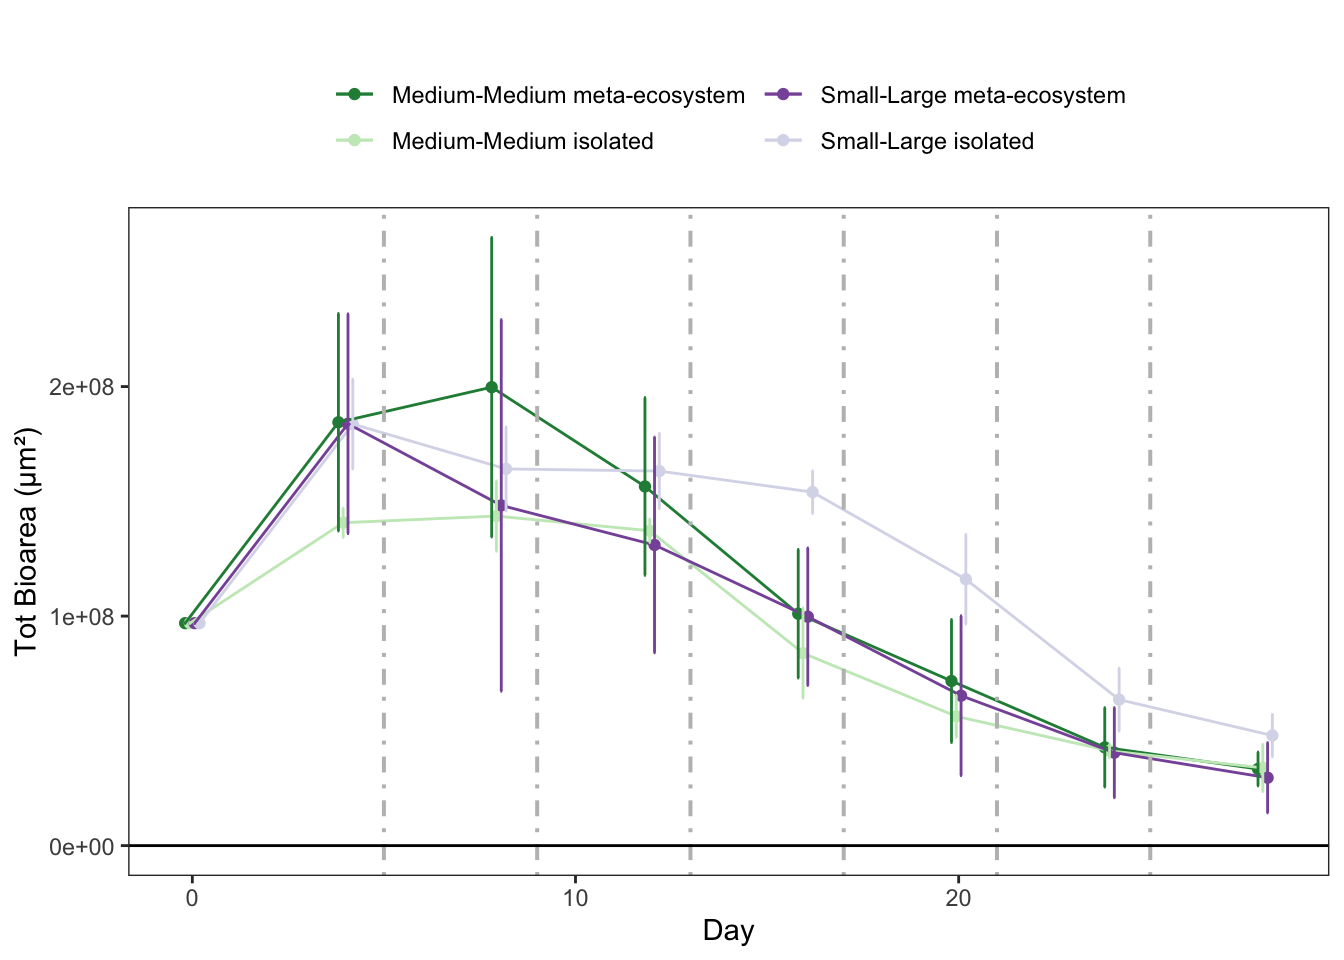 Medium-Medium meta-ecosystem Small-Large meta-ecosystem
Medium-Medium isolated Small-Large isolated
Tot Bioarea (µm²)
2e+08
1e+08
0e+00
0 10 20
Day